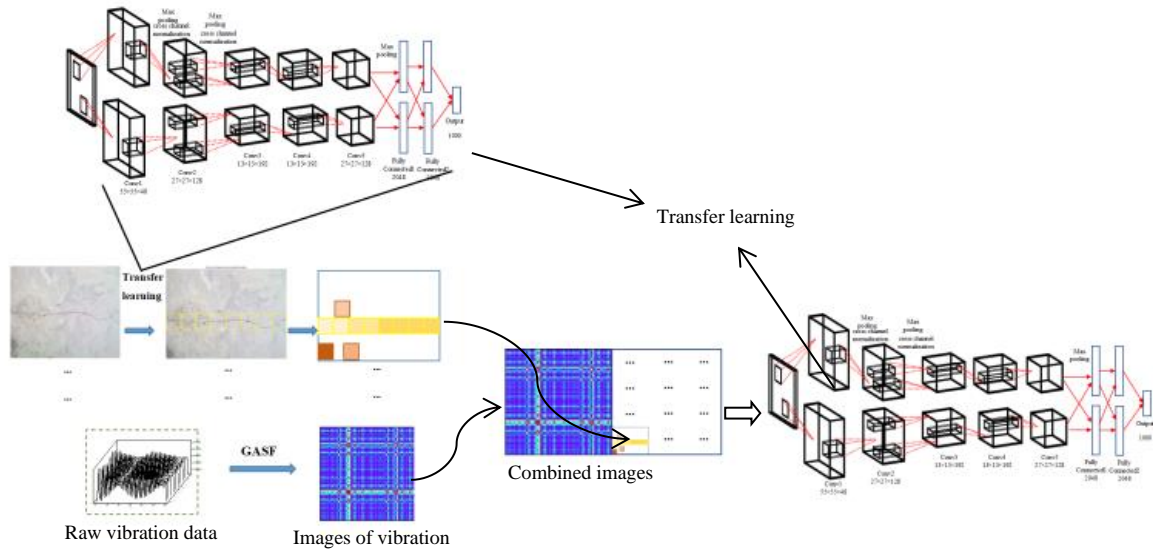 Max
pooling
cross channel
normalization
Max
pooling
cross channel
normalization
Max
pooling
Output
1000
Conv1
55×55×48
Conv2
27×27×128
Conv3
13×13×192
Conv4
13×13×192
Conv5
27×27×128
Fully
Connected1
2048
Fully
Connected2
Transfer learning
Transfer
learning
...
...
...
...
...
...
GASF
Raw vibration data
Images of vibration
... ... ...
... ... ...
... ... ...
... ...
Combined images
Max
pooling
cross channel
normalization
Max
pooling
cross channel
normalization
Max
pooling
Output
1000
Conv1
55×55×48
Conv2
27×27×128
Conv3
13×13×192
Conv4
13×13×192
Conv5
27×27×128
Fully
Connected1
2048
Fully
Connected2
2048